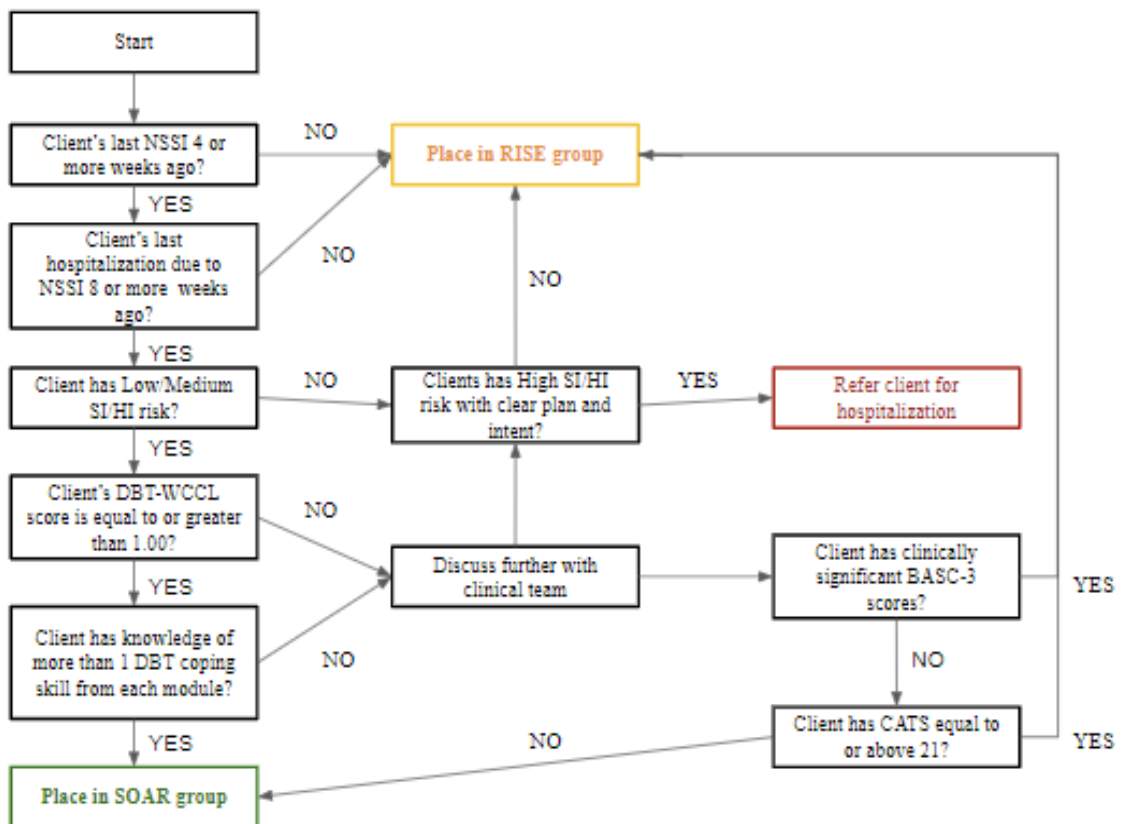 Start
Client's last NSSI 4 or
more weeks ago?
NO
Place in RISE group
YES
Client's last
hospitalization due to
NSSI 8 or more weeks
ago?
NO
NO
YES
Client has Low/Medium
SI/HI risk?
NO
Clients has High SI/HI
risk with clear plan and
intent?
YES
Refer client for
hospitalization
YES
Client's DBT-WCCL
score is equal to or greater
than 1.00?
NO
Discuss further with
clinical team
Client has clinically
significant BASC-3
scores?
YES
YES
Client has knowledge of
more than 1 DBT coping
skill from each module?
NO
NO
Client has CATS equal to
or above 21?
YES
YES
NO
Place in SOAR group